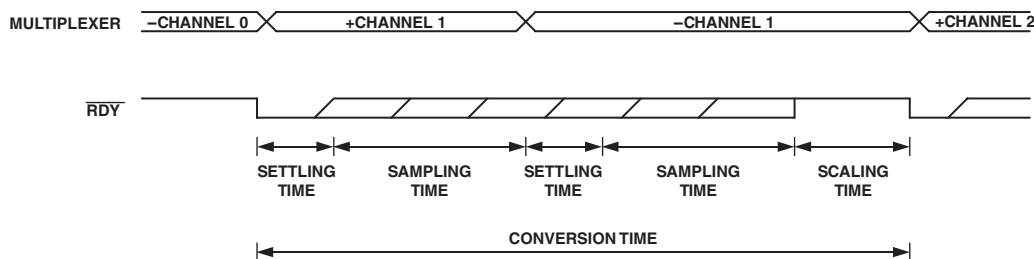 MULTIPLEXER
–CHANNEL 0
+CHANNEL 1
–CHANNEL 1
+CHANNEL 2
RDY
SETTLING
TIME
SAMPLING
TIME
SETTLING
TIME
SAMPLING
TIME
SCALING
TIME
CONVERSION TIME